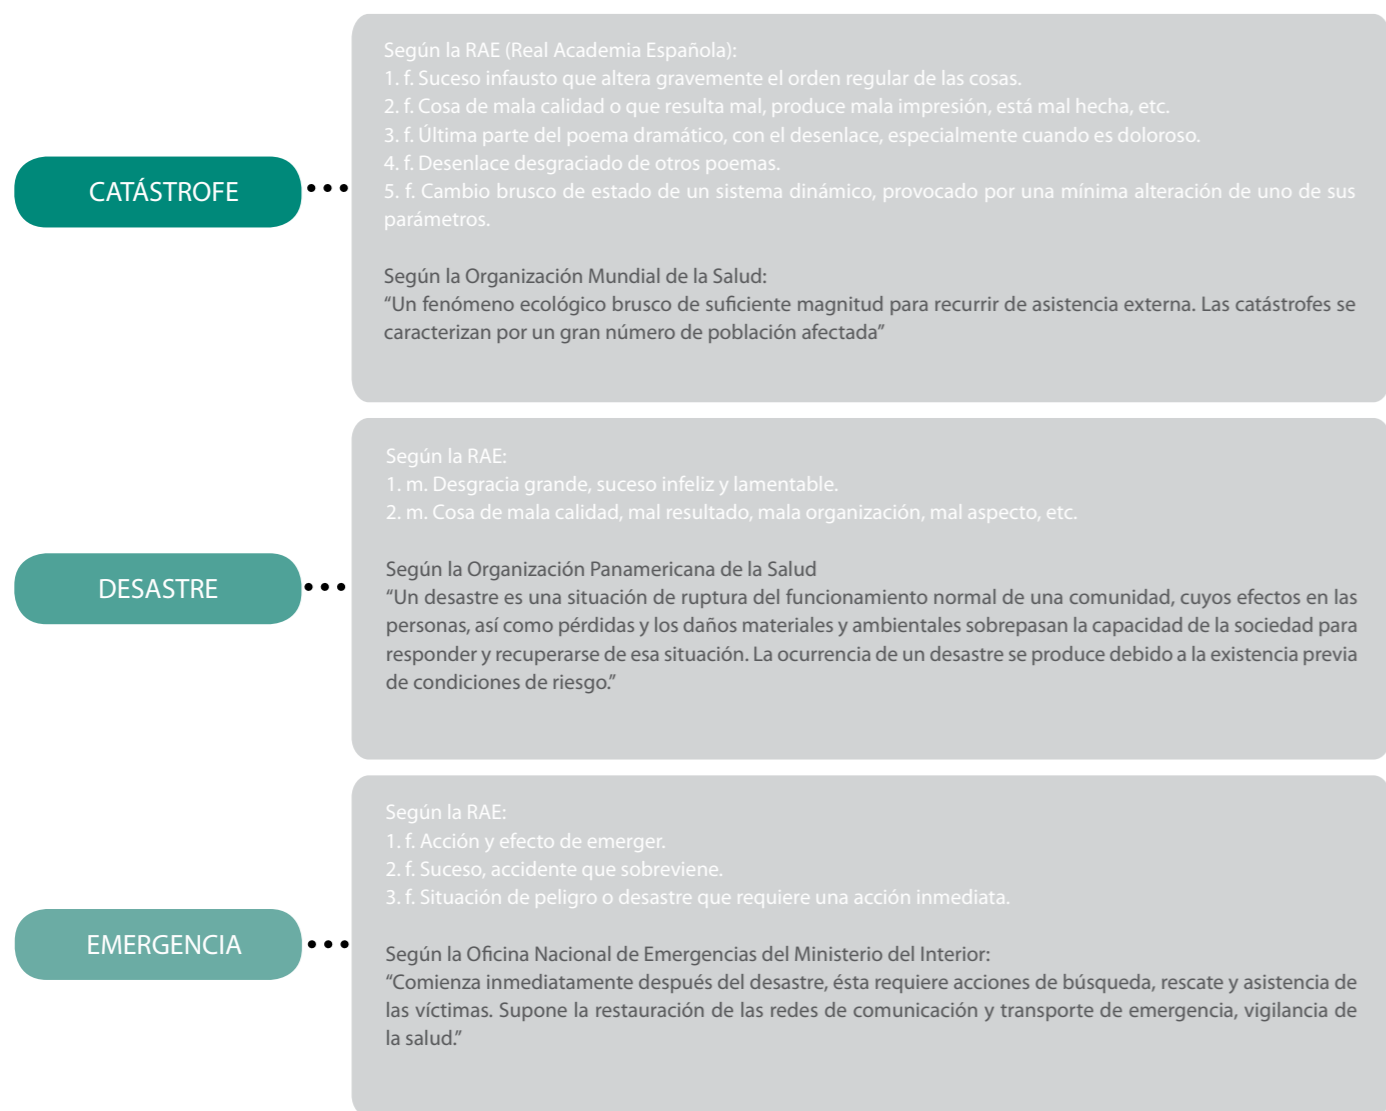 CATÁSTROFE
Según la RAE (Real Academia Española):
1. f. Suceso infausto que altera gravemente el orden regular de las cosas.
2. f. Cosa de mala calidad o que resulta mal, produce mala impresión, está mal hecha, etc.
3. f. Última parte del poema dramático, con el desenlace, especialmente cuando es doloroso.
4. f. Desenlace desgraciado de otros poemas.
5. f. Cambio brusco de estado de un sistema dinámico, provocado por una mínima alteración de uno de sus
parámetros.
Según la Organización Mundial de la Salud:
“Un fenómeno ecológico brusco de suficiente magnitud para recurrir de asistencia externa. Las catástrofes se
caracterizan por un gran número de población afectada”
DESASTRE
Según la RAE:
1. m. Desgracia grande, suceso infeliz y lamentable.
2. m. Cosa de mala calidad, mal resultado, mala organización, mal aspecto, etc.
Según la Organización Panamericana de la Salud
“Un desastre es una situación de ruptura del funcionamiento normal de una comunidad, cuyos efectos en las
personas, así como pérdidas y los daños materiales y ambientales sobrepasan la capacidad de la sociedad para
responder y recuperarse de esa situación. La ocurrencia de un desastre se produce debido a la existencia previa
de condiciones de riesgo.”
EMERGENCIA
Según la RAE:
1. f. Acción y efecto de emerger.
2. f. Suceso, accidente que sobreviene.
3. f. Situación de peligro o desastre que requiere una acción inmediata.
Según la Oficina Nacional de Emergencias del Ministerio del Interior:
“Comienza inmediatamente después del desastre, ésta requiere acciones de búsqueda, rescate y asistencia de
las víctimas. Supone la restauración de las redes de comunicación y transporte de emergencia, vigilancia de
la salud.”